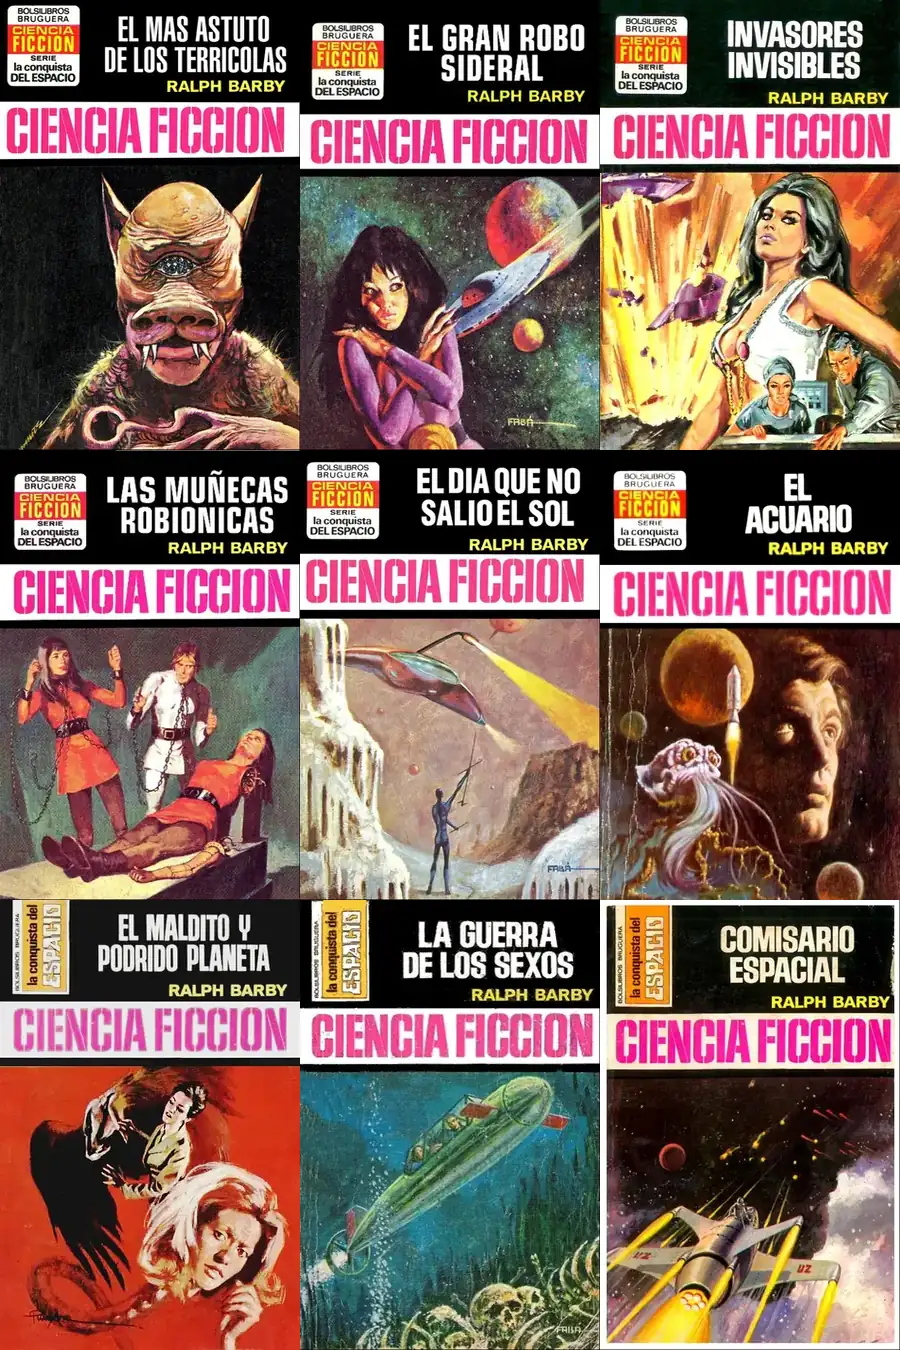 BOLSILIBROS
BRUGUERA
CIENCIA
FICCION
SERIE
la conquista
DEL ESPACIO
EL MAS ASTUTO
DE LOS TERRICOLAS
RALPH BARBY
CIENCIA FICCION
BOLSILIBROS
BRUGUERA
CIENCIA
FICCION
SERIE
la conquista
DEL ESPACIO
EL GRAN ROBO
SIDERAL
RALPH BARBY
CIENCIA FICCION
FABÁ
BOLSILIBROS
BRUGUERA
CIENCIA
FICCION
SERIE
la conquista
DEL ESPACIO
INVASORES
INVISIBLES
RALPH BARBY
CIENCIA FICCION
BOLSILIBROS
BRUGUERA
CIENCIA
FICCION
SERIE
la conquista
DEL ESPACIO
LAS MUÑECAS
ROBIONICAS
RALPH BARBY
CIENCIA FICCION
BOLSILIBROS
BRUGUERA
CIENCIA
FICCION
SERIE
la conquista
DEL ESPACIO
EL DIA QUE NO
SALIO EL SOL
RALPH BARBY
CIENCIA FICCION
FABÁ
BOLSILIBROS
BRUGUERA
CIENCIA
FICCION
SERIE
la conquista
DEL ESPACIO
EL
ACUARIO
RALPH BARBY
CIENCIA FICCION
BOLSILIBROS BRUGUERA
la conquista del
ESPACIO
EL MALDITO Y
PODRIDO PLANETA
RALPH BARBY
CIENCIA FICCION
BOLSILIBROS BRUGUERA
la conquista del
ESPACIO
LA GUERRA
DE LOS SEXOS
RALPH BARBY
CIENCIA FICCION
FABÁ
BOLSILIBROS BRUGUERA
la conquista del
ESPACIO
COMISARIO
ESPACIAL
RALPH BARBY
CIENCIA FICCION
UZ
UZ